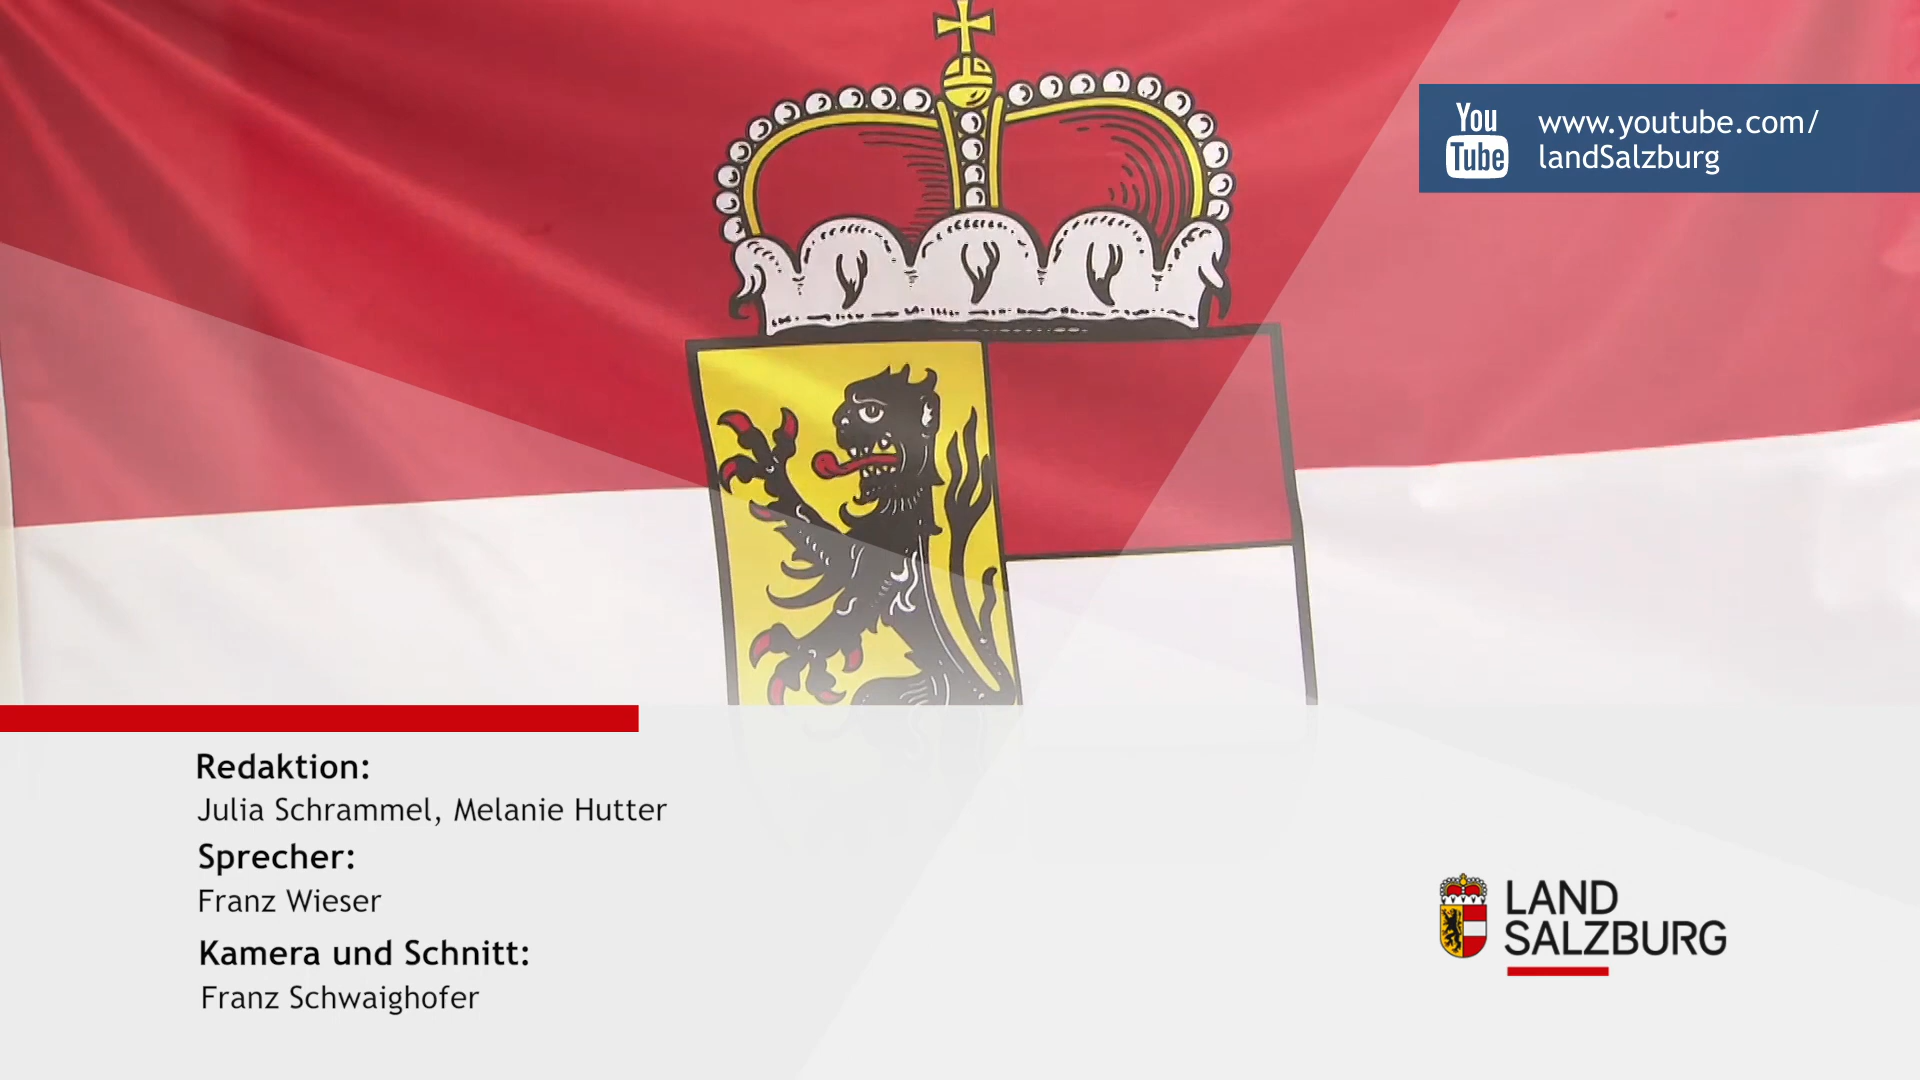 You
Tube
www.youtube.com/
landSalzburg
Redaktion:
Julia Schrammel, Melanie Hutter
Sprecher:
Franz Wieser
Kamera und Schnitt:
Franz Schwaighofer
LAND
SALZBURG